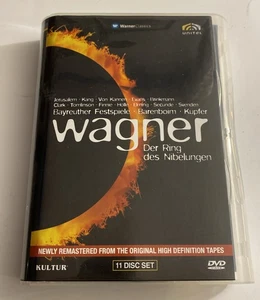 Warner Classics
Jerusalem · Kang · Von Kannen · Evans · Brinkmann
Clark · Tomlinson · Finnie · Hölle · Elming · Secunde · Svendén
Bayreuther Festspiele · Barenboim · Kupfer
wagner
Der Ring
des Nibelungen
NEWLY REMASTERED FROM THE ORIGINAL HIGH DEFINITION TAPES
KULTUR
11 DISC SET
DVD